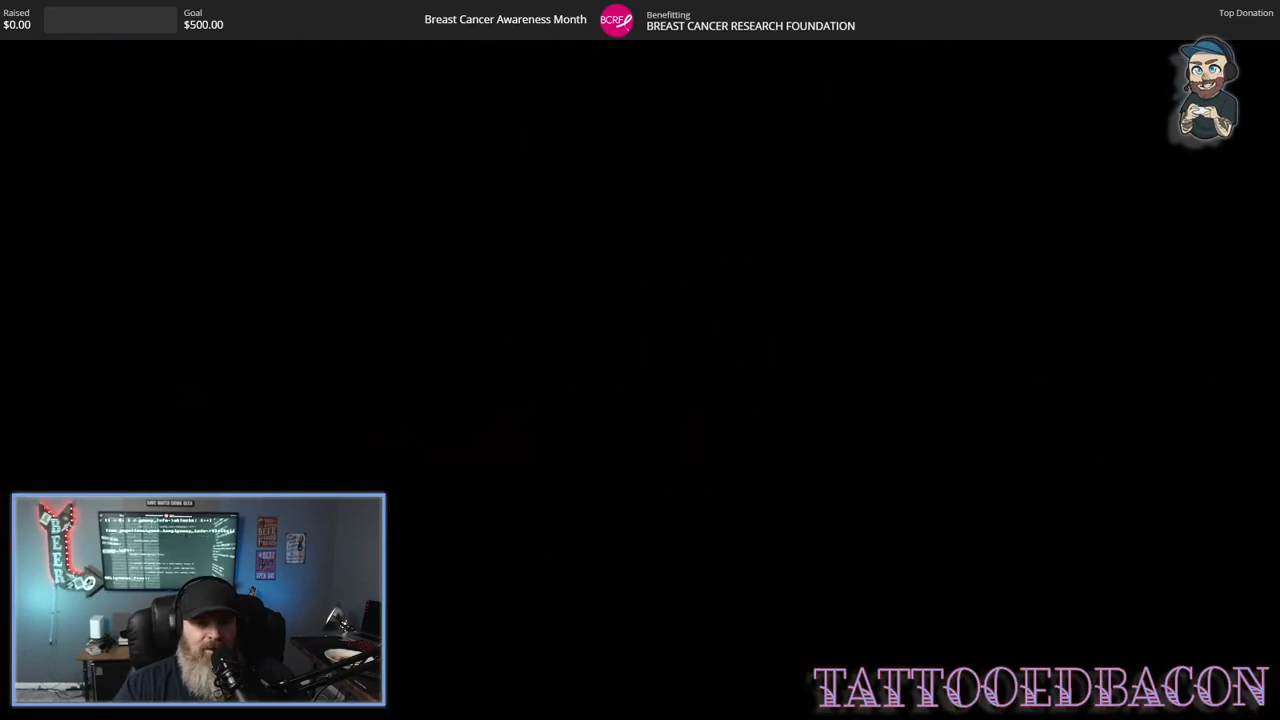 Raised
$0.00
Goal
$500.00
Breast Cancer Awareness Month
BCRF
Benefitting
BREAST CANCER RESEARCH FOUNDATION
Top Donation
BEER
TATTOOEDBACON